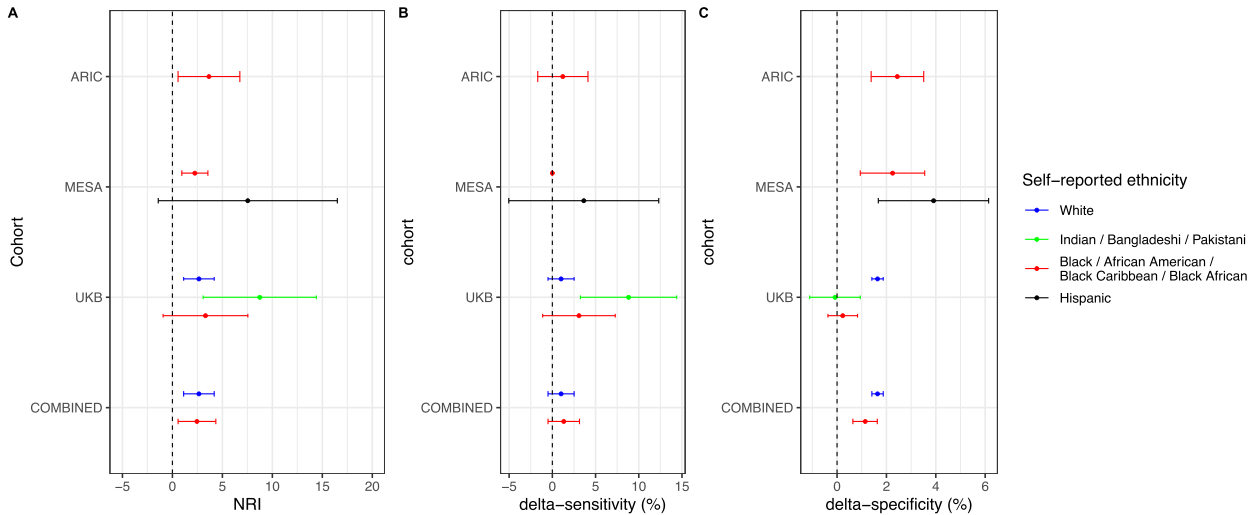 A
ARIC
MESA
UKB
COMBINED
Cohort
−5 0 5 10 15 20
NRI
B
ARIC
MESA
UKB
COMBINED
cohort
−5 0 5 10 15
delta−sensitivity (%)
C
ARIC
MESA
UKB
COMBINED
cohort
0 2 4 6
delta−specificity (%)
Self−reported ethnicity
White
Indian / Bangladeshi / Pakistani
Black / African American /
Black Caribbean / Black African
Hispanic